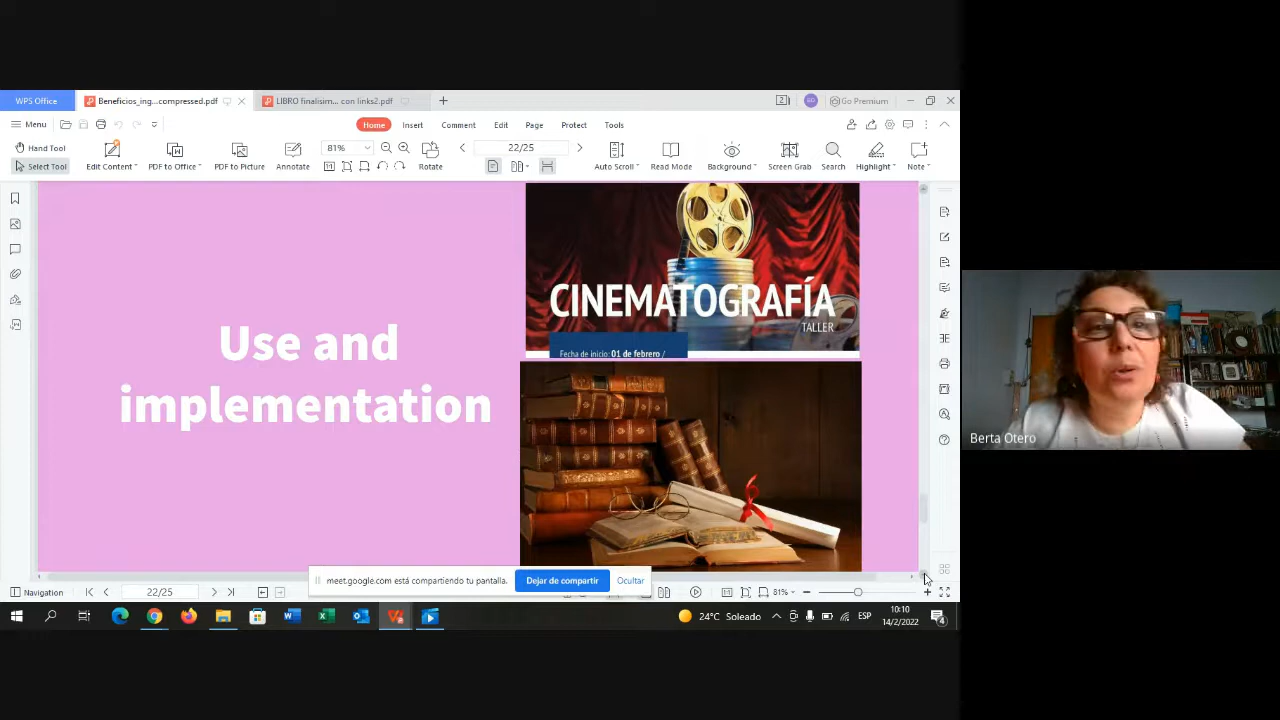 WPS Office
Beneficios_ing...compressed.pdf
LIBRO finalisim... con links2.pdf
2
Go Premium
Menu
Home
Insert
Comment
Edit
Page
Protect
Tools
Hand Tool
Select Tool
Edit Content
PDF to Office
PDF to Picture
Annotate
81%
Rotate
22/25
Auto Scroll
Read Mode
Background
Screen Grab
Search
Highlight
Note
Use and
implementation
CINEMATOGRAFÍA
TALLER
Fecha de inicio: 01 de febrero /
Berta Otero
meet.google.com está compartiendo tu pantalla.
Dejar de compartir
Ocultar
Navigation
22/25
81%
24°C Soleado
ESP
10:10
14/2/2022
4